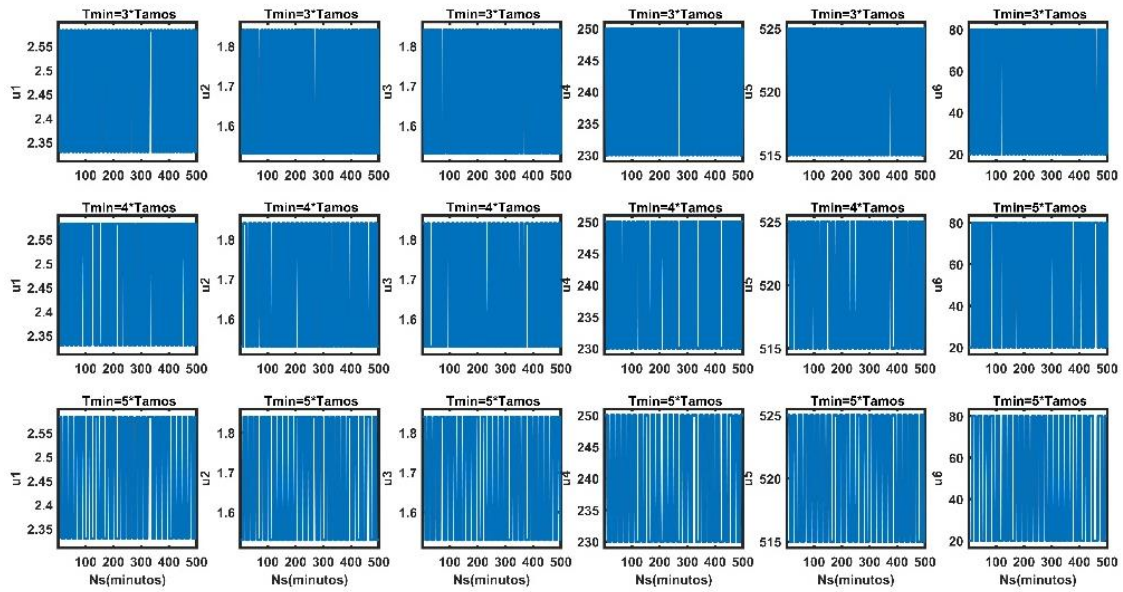 Tmin=3*Tamos Tmin=3*Tamos Tmin=3*Tamos Tmin=3*Tamos Tmin=3*Tamos Tmin=3*Tamos
u1 2.55 2.5 2.45 2.4 2.35
u2 1.8 1.7 1.6
u3 1.8 1.7 1.6
u4 250 240 230
u5 525 520 515
u6 80 60 40 20
100 200 300 400 500 100 200 300 400 500 100 200 300 400 500 100 200 300 400 500 100 200 300 400 500 100 200 300 400 500
Tmin=4*Tamos Tmin=4*Tamos Tmin=4*Tamos Tmin=4*Tamos Tmin=4*Tamos Tmin=5*Tamos
u1 2.55 2.5 2.45 2.4 2.35
u2 1.8 1.7 1.6
u3 1.8 1.7 1.6
u4 250 240 230
u5 525 520 515
u6 80 60 40 20
100 200 300 400 500 100 200 300 400 500 100 200 300 400 500 100 200 300 400 500 100 200 300 400 500 100 200 300 400 500
Tmin=5*Tamos Tmin=5*Tamos Tmin=5*Tamos Tmin=5*Tamos Tmin=5*Tamos Tmin=5*Tamos
u1 2.55 2.5 2.45 2.4 2.35
u2 1.8 1.7 1.6
u3 1.8 1.7 1.6
u4 250 240 230
u5 525 520 515
u6 80 60 40 20
100 200 300 400 500 100 200 300 400 500 100 200 300 400 500 100 200 300 400 500 100 200 300 400 500 100 200 300 400 500
Ns(minutos) Ns(minutos) Ns(minutos) Ns(minutos) Ns(minutos) Ns(minutos)